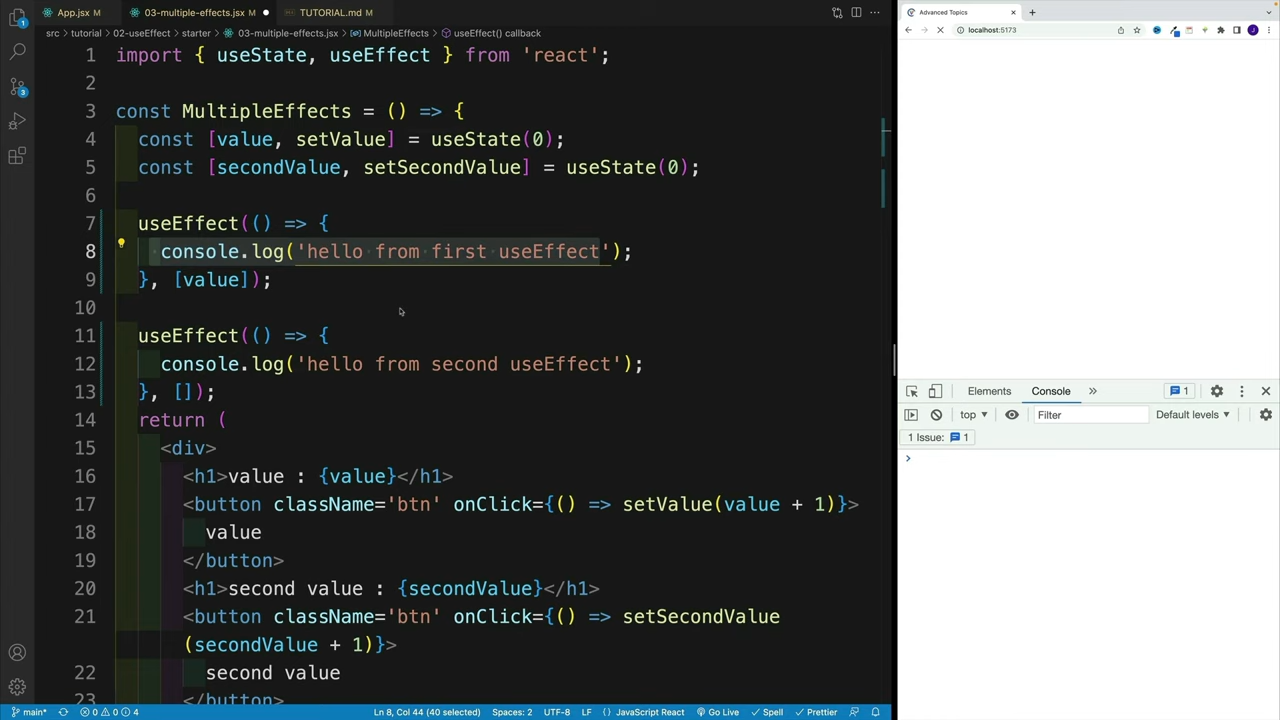 App.jsx M
03-multiple-effects.jsx M
TUTORIAL.md M
src > tutorial > 02-useEffect > starter > 03-multiple-effects.jsx > MultipleEffects > useEffect() callback
1 import { useState, useEffect } from 'react';
2
3 const MultipleEffects = () => {
4 const [value, setValue] = useState(0);
5 const [secondValue, setSecondValue] = useState(0);
6
7 useEffect(() => {
8 console.log('hello from first useEffect');
9 }, [value]);
10
11 useEffect(() => {
12 console.log('hello from second useEffect');
13 }, []);
14 return (
15 <div>
16 <h1>value : {value}</h1>
17 <button className='btn' onClick={() => setValue(value + 1)}>
18 value
19 </button>
20 <h1>second value : {secondValue}</h1>
21 <button className='btn' onClick={() => setSecondValue
(secondValue + 1)}>
22 second value
23 </button>
3
main* 0 0 4 Ln 8, Col 44 (40 selected) Spaces: 2 UTF-8 LF { } JavaScript React Go Live Spell Prettier
Advanced Topics
localhost:5173
J
Elements Console 1
top Filter Default levels
1 Issue: 1